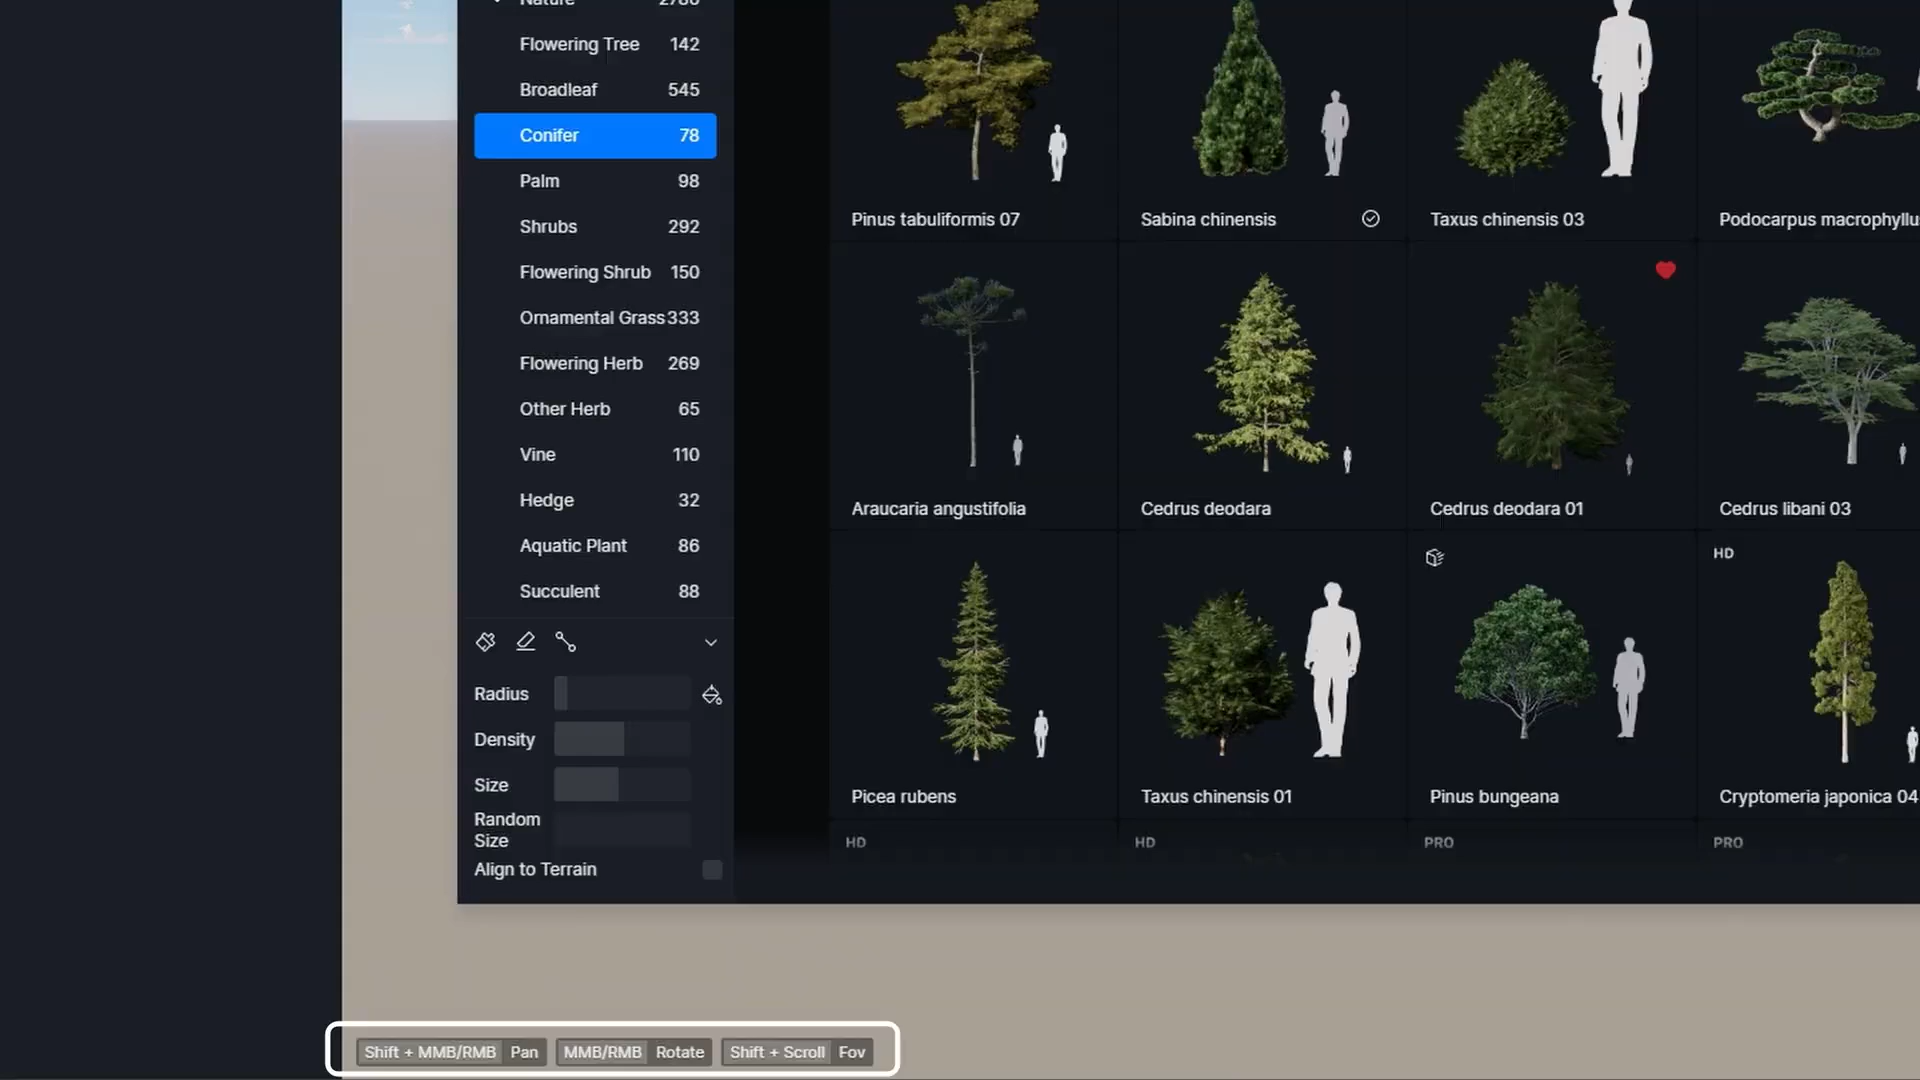 Nature 2786
Flowering Tree 142
Broadleaf 545
Conifer 78
Palm 98
Shrubs 292
Flowering Shrub 150
Ornamental Grass 333
Flowering Herb 269
Other Herb 65
Vine 110
Hedge 32
Aquatic Plant 86
Succulent 88
Radius
Density
Size
Random
Size
Align to Terrain
Pinus tabuliformis 07
Sabina chinensis
Taxus chinensis 03
Podocarpus macrophyllus
Araucaria angustifolia
Cedrus deodara
Cedrus deodara 01
Cedrus libani 03
HD
Picea rubens
Taxus chinensis 01
Pinus bungeana
Cryptomeria japonica 04
HD
HD
PRO
PRO
Shift + MMB/RMB Pan MMB/RMB Rotate Shift + Scroll Fov